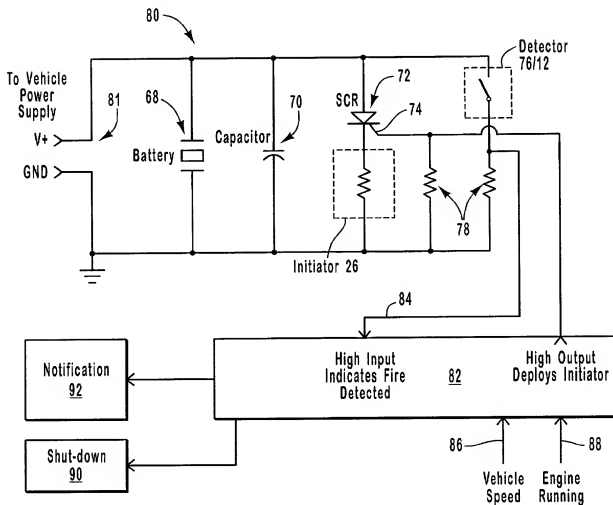 80
Detector
76/12
To Vehicle
Power
Supply
81
68
70
SCR
72
74
V+
Capacitor
Battery
GND
78
Initiator 26
84
Notification
92
High Input
Indicates Fire
Detected
82
High Output
Deploys Initiator
Shut-down
90
86
88
Vehicle
Speed
Engine
Running